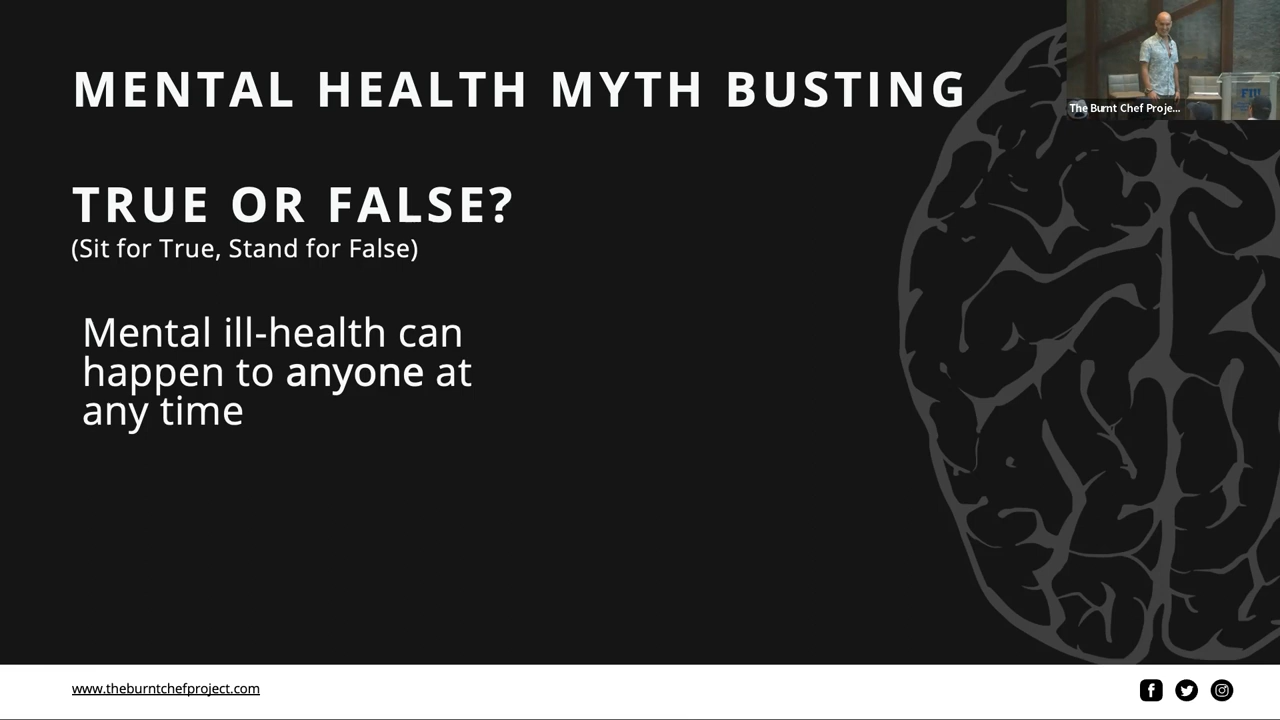 MENTAL HEALTH MYTH BUSTING
TRUE OR FALSE?
(Sit for True, Stand for False)
Mental ill-health can
happen to anyone at
any time
The Burnt Chef Proje...
FIU
www.theburntchefproject.com